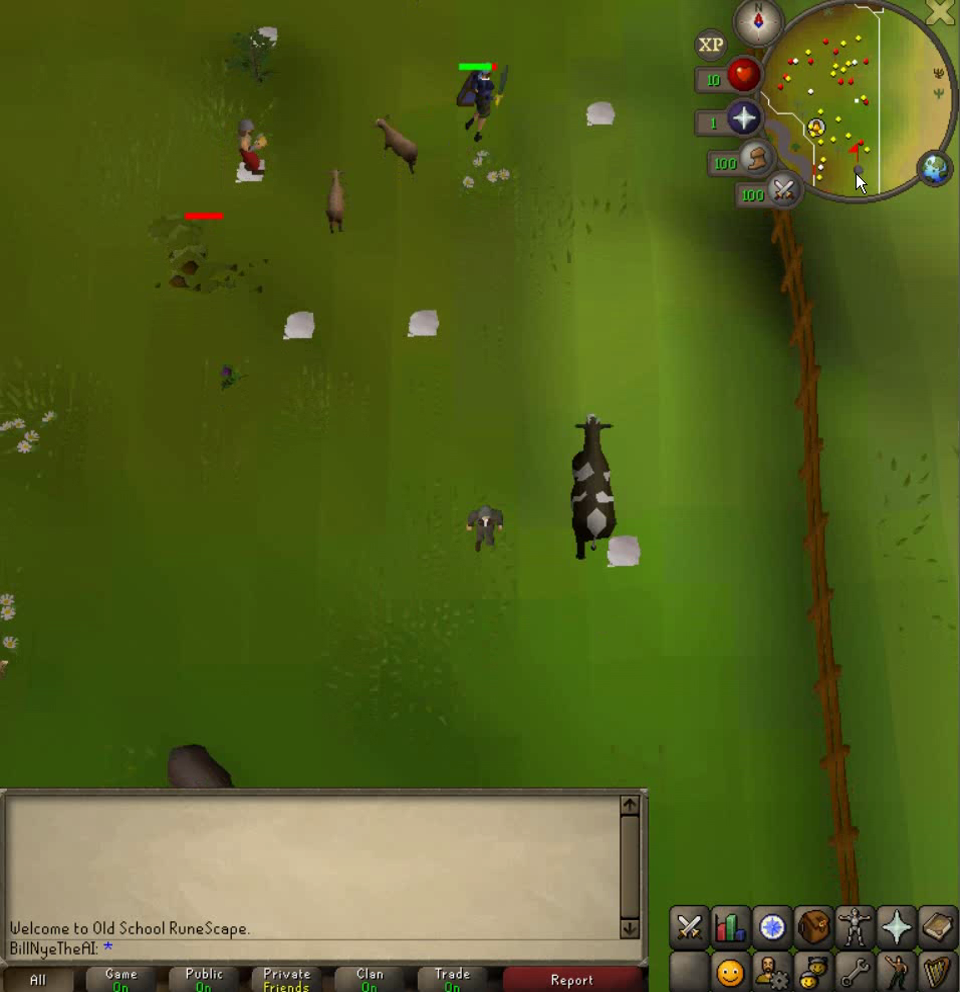 N
XP
10
1
100
100
Welcome to Old School RuneScape.
BillNyeTheAI: *
All
Game
On
Public
On
Private
Friends
Clan
On
Trade
On
Report